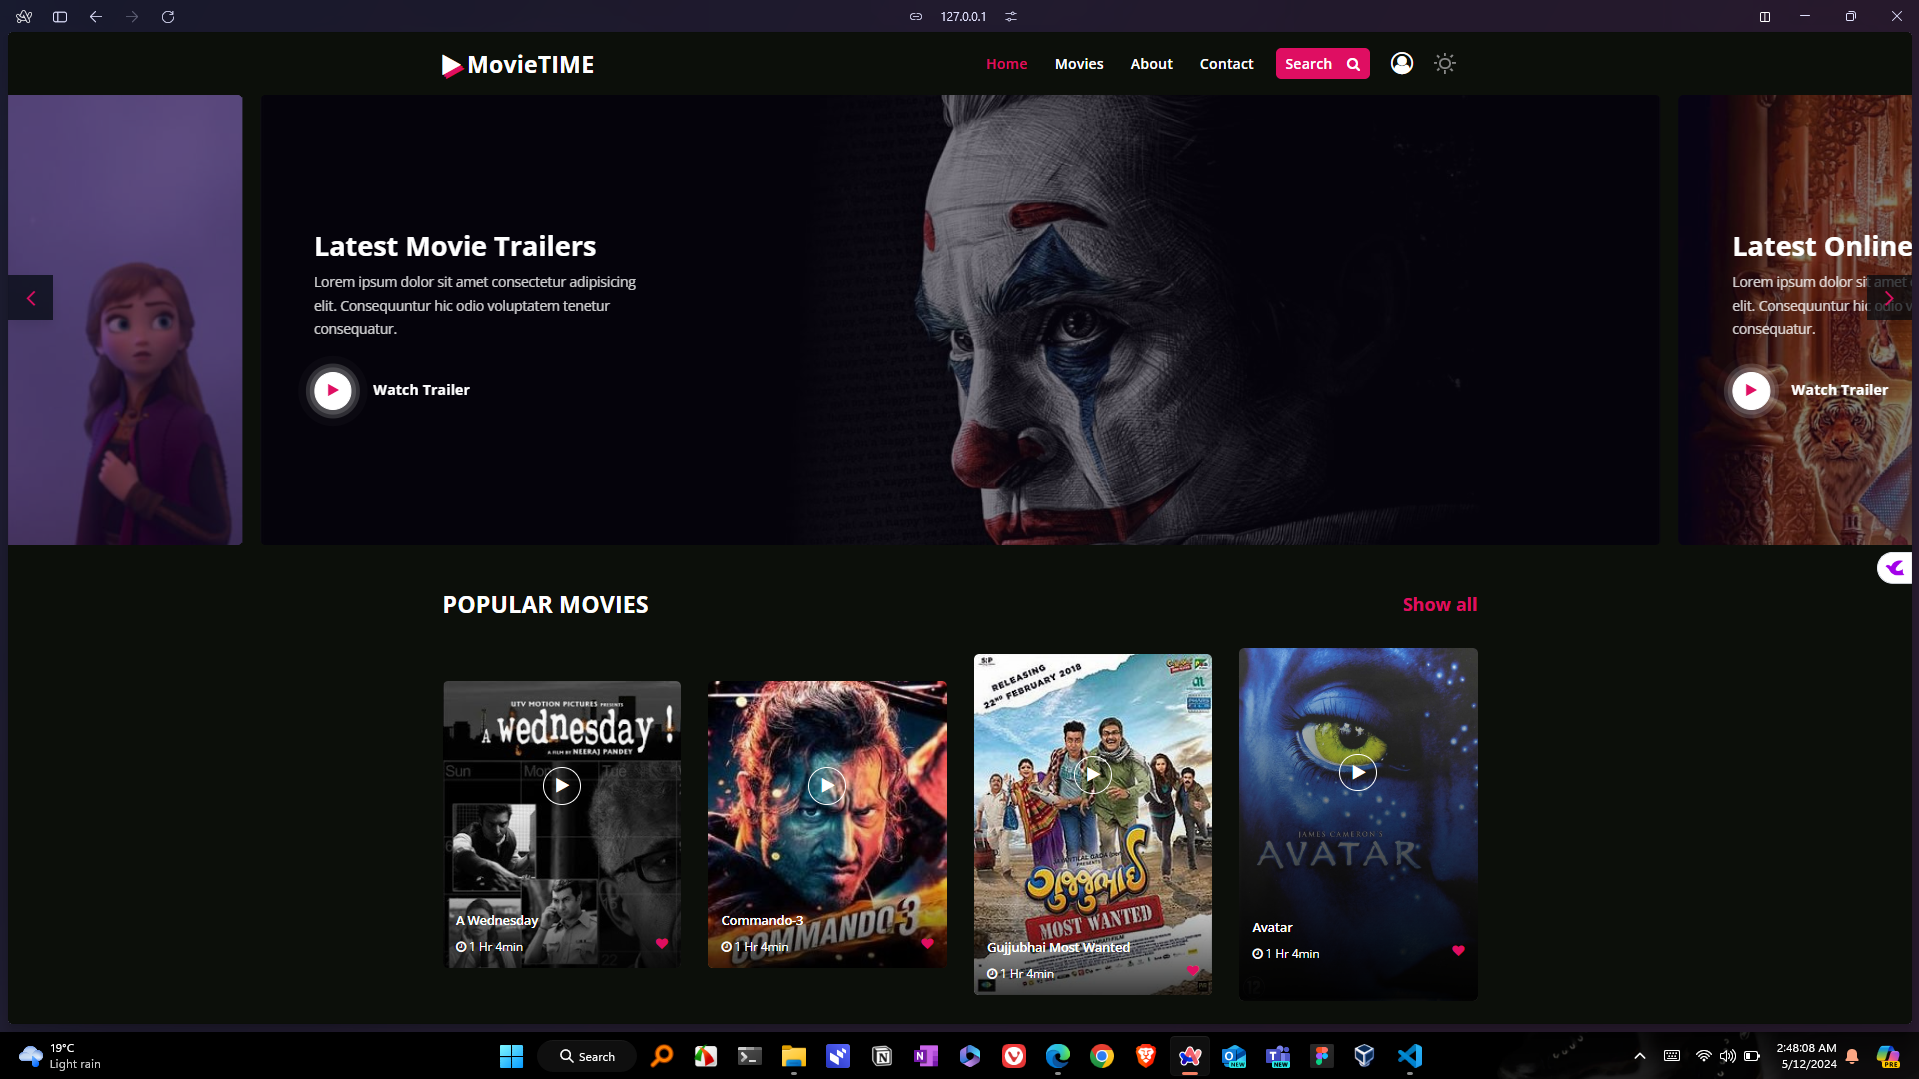 127.0.0.1
MovieTIME
Home Movies About Contact Search
Latest Movie Trailers
Lorem ipsum dolor sit amet consectetur adipisicing
elit. Consequuntur hic odio voluptatem tenetur
consequatur.
Watch Trailer
Latest Online
Lorem ipsum dolor sit amet
elit. Consequuntur hic odio
consequatur.
Watch Trailer
POPULAR MOVIES
Show all
UTV MOTION PICTURES PRESENTS
A wednesday !
A FILM BY NEERAJ PANDEY
Sun Mon Tue
22
A Wednesday
1 Hr 4min
COMMANDO 3
Commando-3
1 Hr 4min
RELEASING
22ND FEBRUARY 2018
ગુજ્જુભાઈ
MOST WANTED
Gujjubhai Most Wanted
1 Hr 4min
JAMES CAMERON'S
AVATAR
Avatar
1 Hr 4min
19°C
Light rain
Search
NEW
NEW
PRE
2:48:08 AM
5/12/2024